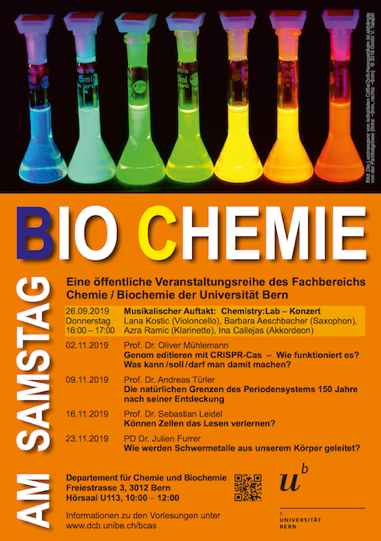 BIO CHEMIE
AM SAMSTAG
Eine öffentliche Veranstaltungsreihe des Fachbereichs
Chemie / Biochemie der Universität Bern
26.09.2019 Musikalischer Auftakt: Chemistry:Lab – Konzert
Donnerstag Lana Kostic (Violoncello), Barbara Aeschbacher (Saxophon),
16:00 – 17:00 Azra Ramic (Klarinette), Ina Callejas (Akkordeon)
02.11.2019 Prof. Dr. Oliver Mühlemann
Genom editieren mit CRISPR-Cas – Wie funktioniert es?
Was kann/soll/darf man damit machen?
09.11.2019 Prof. Dr. Andreas Türler
Die natürlichen Grenzen des Periodensystems 150 Jahre
nach seiner Entdeckung
16.11.2019 Prof. Dr. Sebastian Leidel
Können Zellen das Lesen verlernen?
23.11.2019 PD Dr. Julien Furrer
Wie werden Schwermetalle aus unserem Körper geleitet?
Departement für Chemie und Biochemie
Freiestrasse 3, 3012 Bern
Hörsaal U113, 10:00 – 12:00
Informationen zu den Vorlesungen unter
www.dcb.unibe.ch/bcas
u b
UNIVERSITÄT
BERN